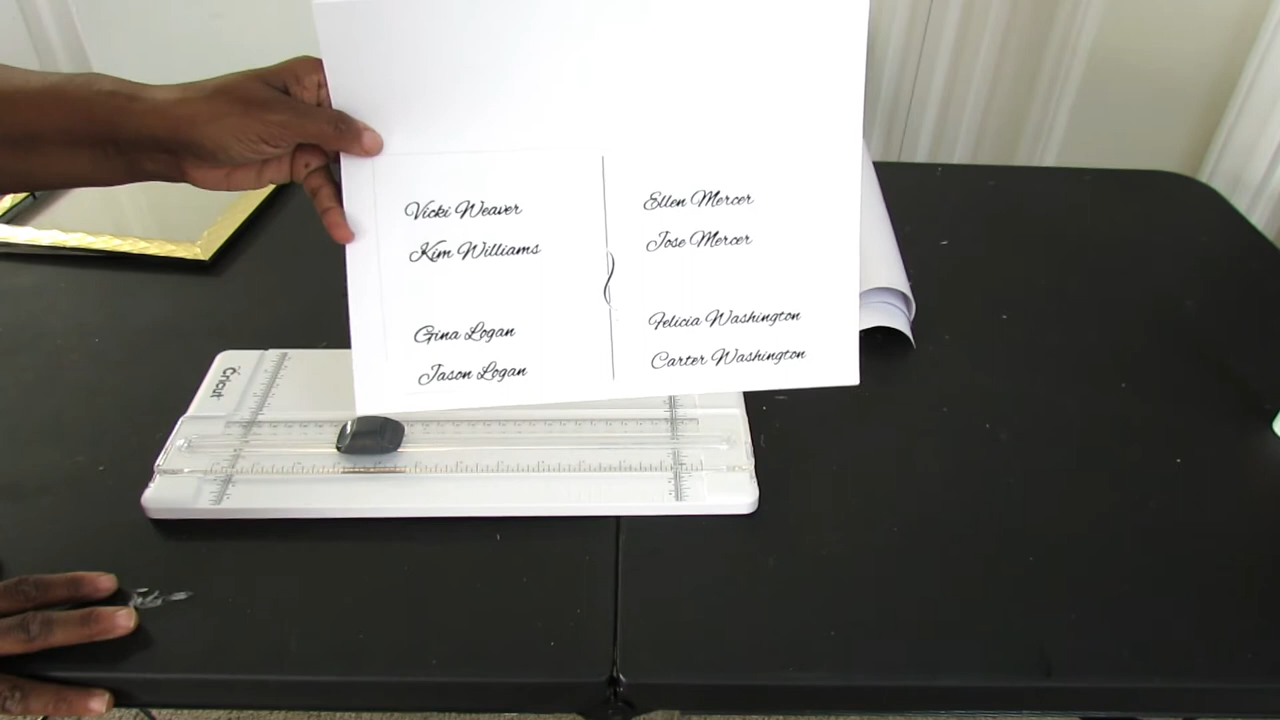 Vicki Weaver
Kim Williams
Gina Logan
Jason Logan
Ellen Mercer
Jose Mercer
Felicia Washington
Carter Washington
Cricut